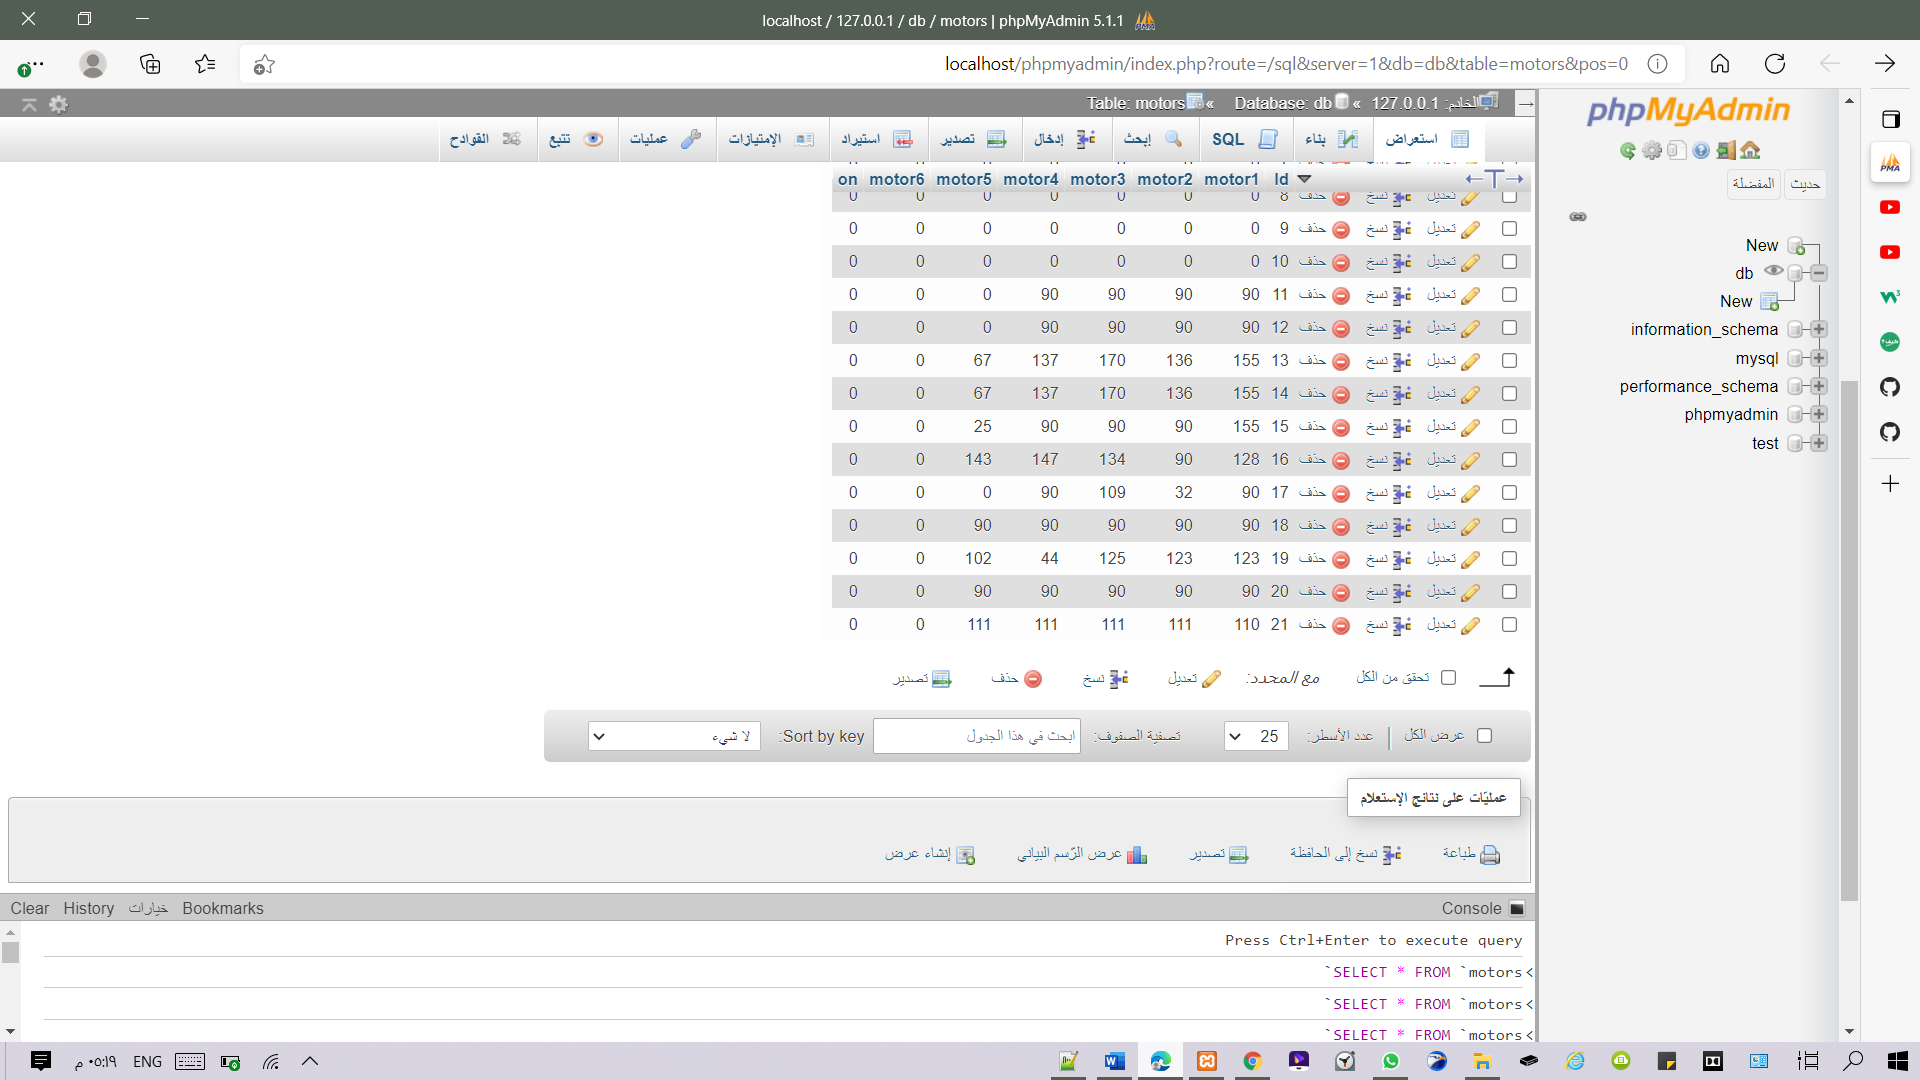 localhost / 127.0.0.1 / db / motors | phpMyAdmin 5.1.1
localhost/phpmyadmin/index.php?route=/sql&server=1&db=db&table=motors&pos=0
الخادم: 127.0.0.1 » Database: db » Table: motors
استعراض بناء SQL إبحث إدخال تصدير استيراد الإمتيازات عمليات تتبع القوادح
Id motor1 motor2 motor3 motor4 motor5 motor6 on
تعديل نسخ حذف 8 0 0 0 0 0 0 0
تعديل نسخ حذف 9 0 0 0 0 0 0 0
تعديل نسخ حذف 10 0 0 0 0 0 0 0
تعديل نسخ حذف 11 90 90 90 90 0 0 0
تعديل نسخ حذف 12 90 90 90 90 0 0 0
تعديل نسخ حذف 13 155 136 170 137 67 0 0
تعديل نسخ حذف 14 155 136 170 137 67 0 0
تعديل نسخ حذف 15 155 90 90 90 25 0 0
تعديل نسخ حذف 16 128 90 134 147 143 0 0
تعديل نسخ حذف 17 90 32 109 90 0 0 0
تعديل نسخ حذف 18 90 90 90 90 90 0 0
تعديل نسخ حذف 19 123 123 125 44 102 0 0
تعديل نسخ حذف 20 90 90 90 90 90 0 0
تعديل نسخ حذف 21 110 111 111 111 111 0 0
تحقق من الكل مع المحدد: تعديل نسخ حذف تصدير
عرض الكل | عدد الأسطر: 25 تصفية الصفوف: ابحث في هذا الجدول Sort by key: لا شيء
عمليّات على نتائج الإستعلام
طباعة نسخ إلى الحافظة تصدير عرض الرّسم البياني إنشاء عرض
Console Bookmarks خيارات History Clear
Press Ctrl+Enter to execute query
>SELECT * FROM `motors`
>SELECT * FROM `motors`
>SELECT * FROM `motors`
phpMyAdmin
حديث المفضلة
New
db
New
information_schema
mysql
performance_schema
phpmyadmin
test
PMA
ENG
٠٥:١٩ م